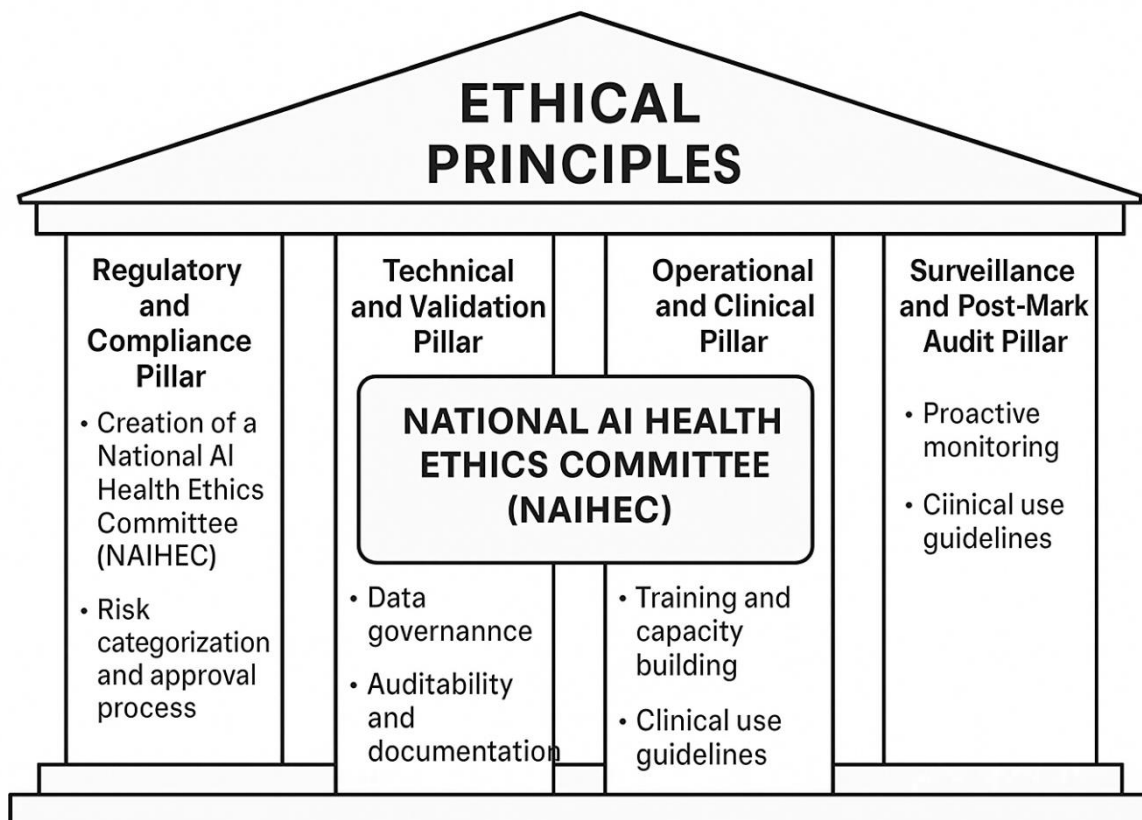 ETHICAL
PRINCIPLES
Regulatory
and
Compliance
Pillar
• Creation of a
National AI
Health Ethics
Committee
(NAIHEC)
• Risk
categorization
and approval
process
Technical
and Validation
Pillar
Operational
and Clinical
Pillar
NATIONAL AI HEALTH
ETHICS COMMITTEE
(NAIHEC)
• Data
governannce
• Auditability
and
documentation
• Training and
capacity
building
• Clinical use
guidelines
Surveillance
and Post-Mark
Audit Pillar
• Proactive
monitoring
• Ciinical use
guidelines